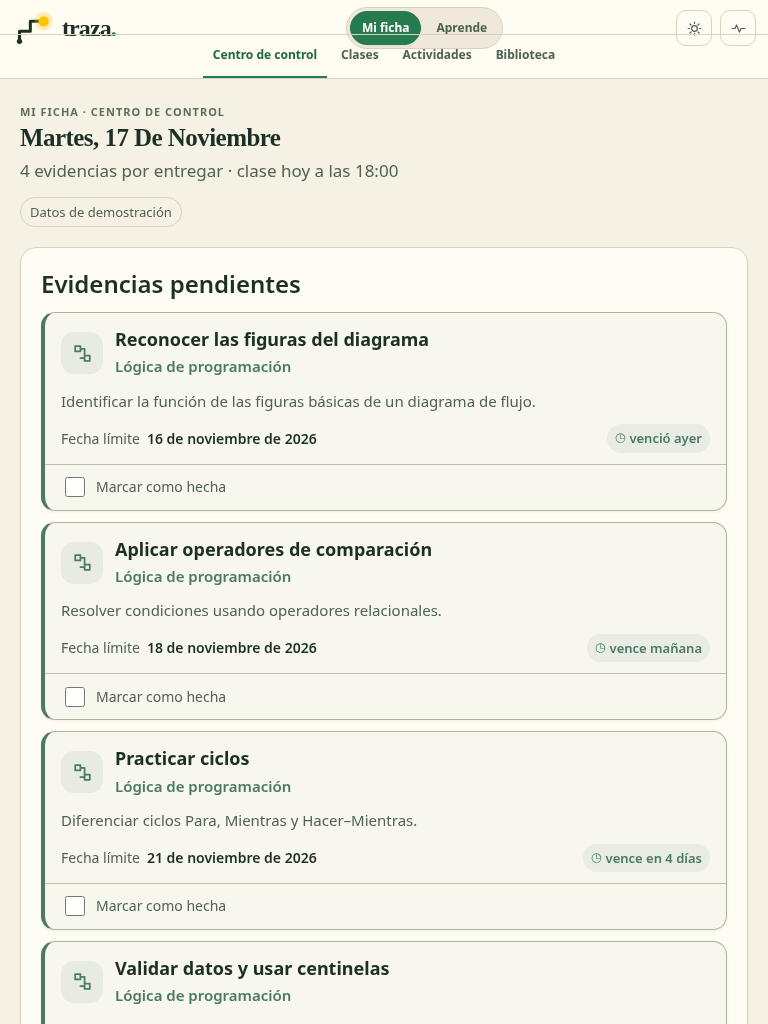 traza.
Mi ficha
Aprende
Centro de control
Clases
Actividades
Biblioteca
MI FICHA · CENTRO DE CONTROL
Martes, 17 De Noviembre
4 evidencias por entregar · clase hoy a las 18:00
Datos de demostración
Evidencias pendientes
Reconocer las figuras del diagrama
Lógica de programación
Identificar la función de las figuras básicas de un diagrama de flujo.
Fecha límite 16 de noviembre de 2026
venció ayer
Marcar como hecha
Aplicar operadores de comparación
Lógica de programación
Resolver condiciones usando operadores relacionales.
Fecha límite 18 de noviembre de 2026
vence mañana
Marcar como hecha
Practicar ciclos
Lógica de programación
Diferenciar ciclos Para, Mientras y Hacer–Mientras.
Fecha límite 21 de noviembre de 2026
vence en 4 días
Marcar como hecha
Validar datos y usar centinelas
Lógica de programación